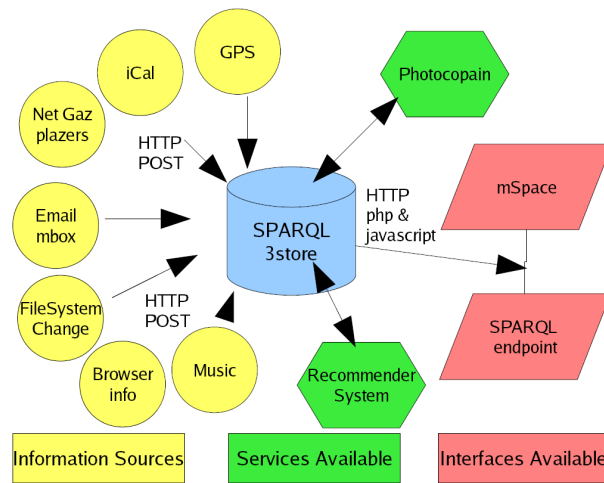 GPS
iCal
Photocopain
Net Gaz
plazers
HTTP
POST
mSpace
HTTP
php &
javascript
Email
mbox
SPARQL
3store
FileSystem
Change
HTTP
POST
SPARQL
endpoint
Browser
info
Music
Recommender
System
Information Sources
Services Available
Interfaces Available